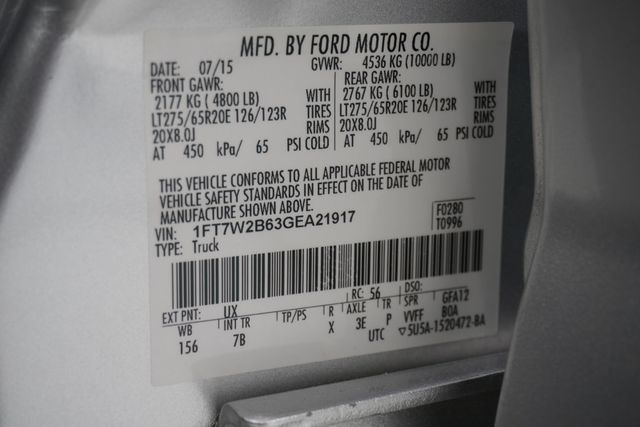 MFD. BY FORD MOTOR CO.
DATE: 07/15 GVWR: 4536 KG (10000 LB)
FRONT GAWR: REAR GAWR:
2177 KG ( 4800 LB) WITH 2767 KG ( 6100 LB) WITH
LT275/65R20E 126/123R TIRES LT275/65R20E 126/123R TIRES
20X8.0J RIMS 20X8.0J RIMS
AT 450 kPa/ 65 PSI COLD AT 450 kPa/ 65 PSI COLD
THIS VEHICLE CONFORMS TO ALL APPLICABLE FEDERAL MOTOR
VEHICLE SAFETY STANDARDS IN EFFECT ON THE DATE OF
MANUFACTURE SHOWN ABOVE.
VIN: 1FT7W2B63GEA21917 F0280
TYPE: Truck T0996
EXT PNT: UX RC: 56 DSO:
WB INT TR TP/PS R AXLE TR SPR GFA12
156 7B X 3E P VVFF BOA
UTC ▽5U5A-1520472-BA